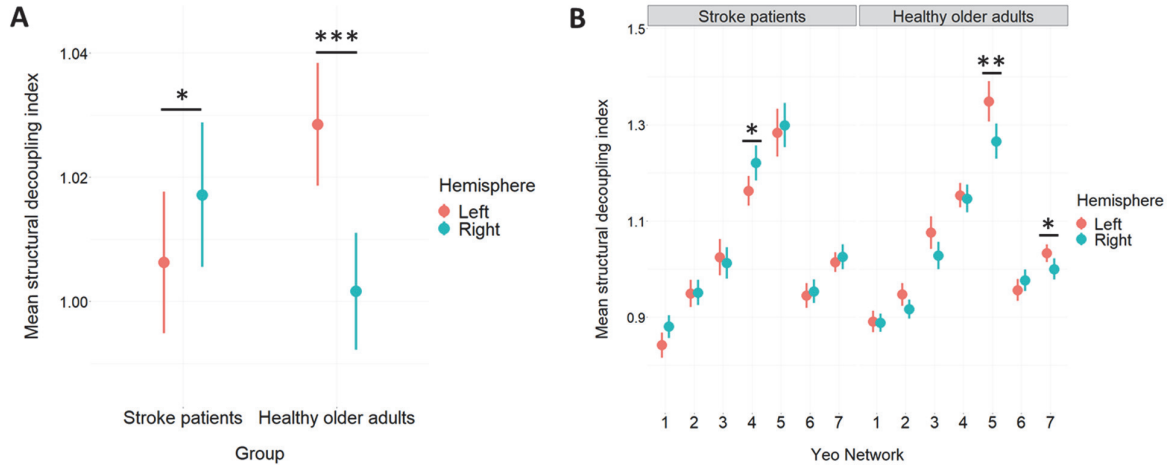 A
Mean structural decoupling index
1.04
1.02
1.00
*
***
Stroke patients Healthy older adults
Group
Hemisphere
Left
Right
B
Stroke patients Healthy older adults
Mean structural decoupling index
1.5
1.3
1.1
0.9
*
**
*
1 2 3 4 5 6 7 1 2 3 4 5 6 7
Yeo Network
Hemisphere
Left
Right